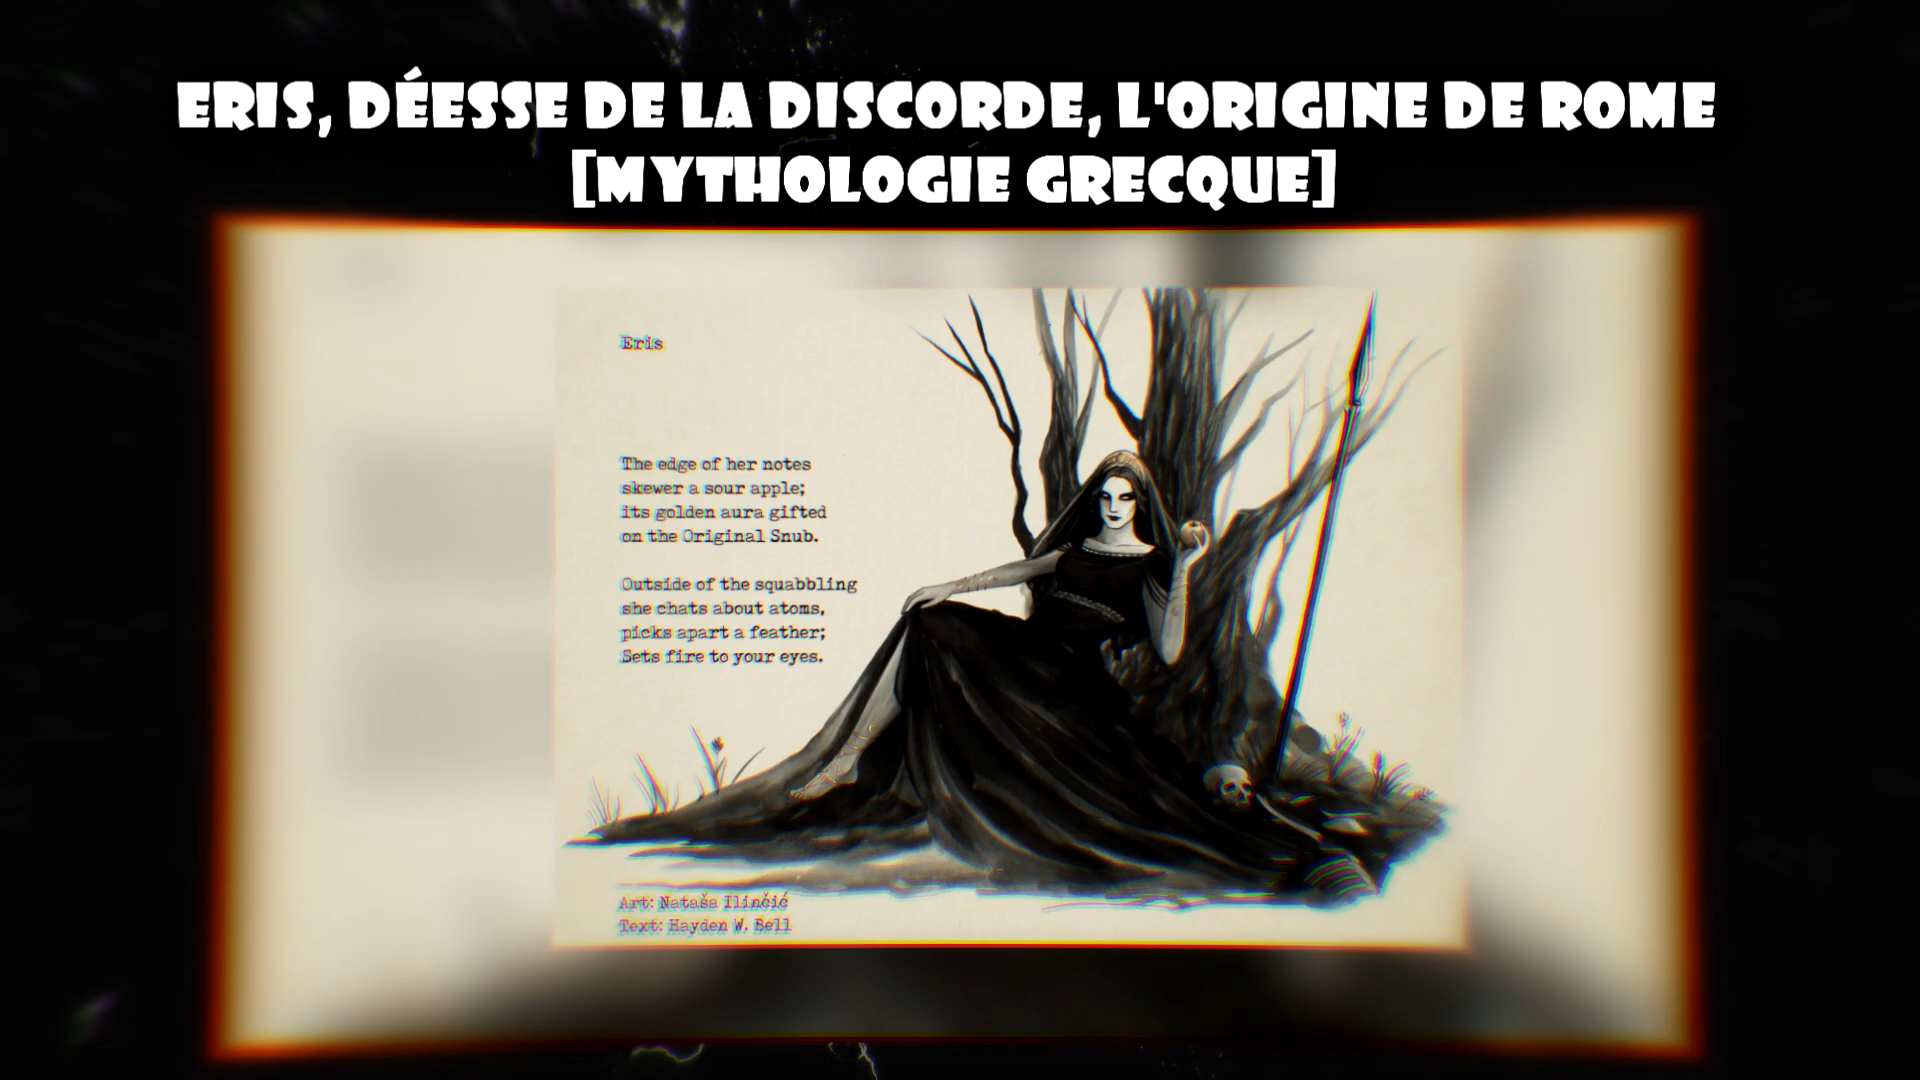 ERIS, DÉESSE DE LA DISCORDE, L'ORIGINE DE ROME
[MYTHOLOGIE GRECQUE]
Eris
The edge of her notes
skewer a sour apple;
its golden aura gifted
on the Original Snub.
Outside of the squabbling
she chats about atoms,
picks apart a feather;
Sets fire to your eyes.
Art: Nataša Ilinčić
Text: Hayden W. Bell